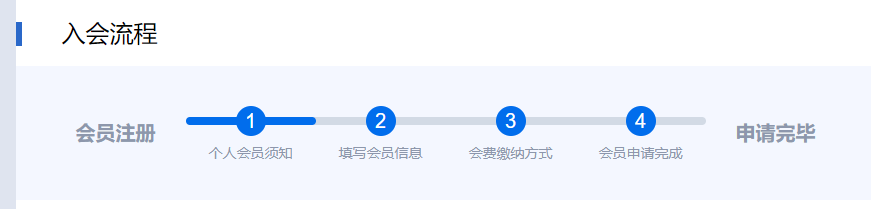 入会流程
会员注册
1
2
3
4
个人会员须知
填写会员信息
会费缴纳方式
会员申请完成
申请完毕